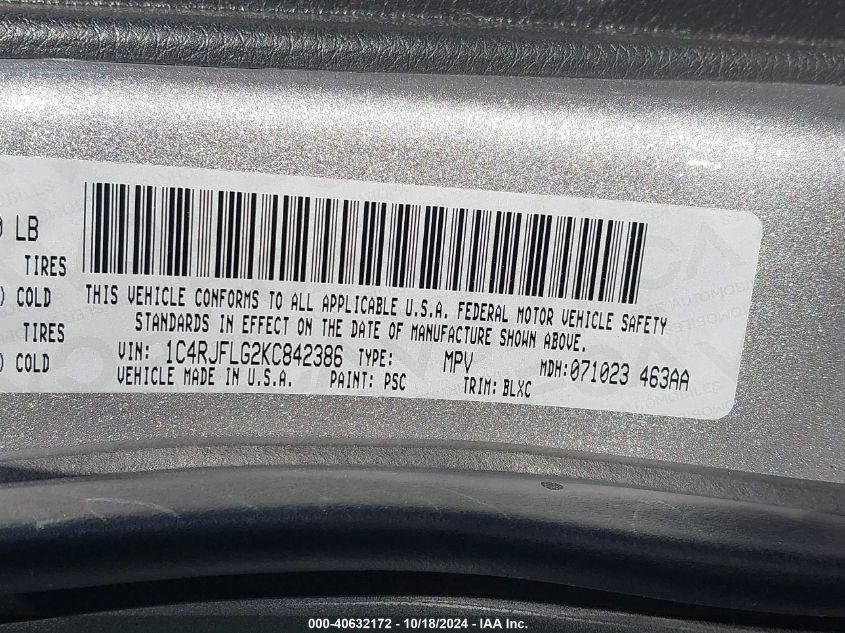 ) LB
TIRES
) COLD
TIRES
) COLD
THIS VEHICLE CONFORMS TO ALL APPLICABLE U.S.A. FEDERAL MOTOR VEHICLE SAFETY
STANDARDS IN EFFECT ON THE DATE OF MANUFACTURE SHOWN ABOVE.
VIN: 1C4RJFLG2KC842386 TYPE: MPV MDH:071023 463AA
VEHICLE MADE IN U.S.A. PAINT: PSC TRIM: BLXC
000-40632172 - 10/18/2024 - IAA Inc.